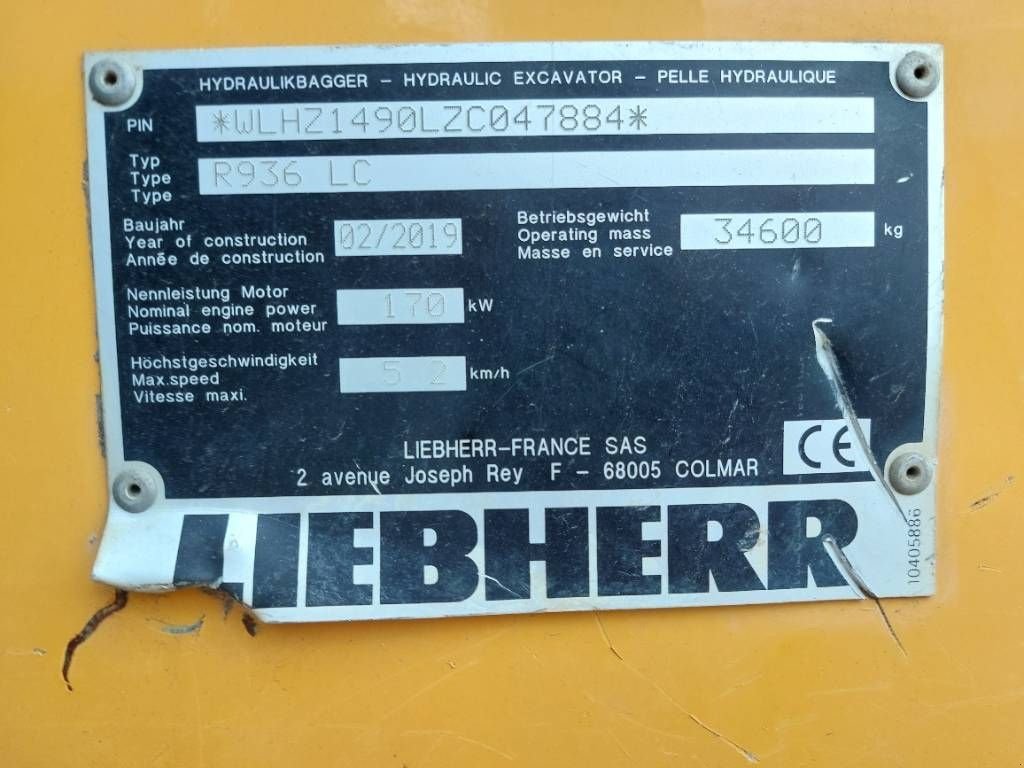 HYDRAULIKBAGGER - HYDRAULIC EXCAVATOR - PELLE HYDRAULIQUE
PIN *WLHZ1490LZC047884*
Typ
Type R936 LC
Type
Baujahr
Year of construction 02/2019
Année de construction
Betriebsgewicht
Operating mass 34600 kg
Masse en service
Nennleistung Motor
Nominal engine power 170 kW
Puissance nom. moteur
Höchstgeschwindigkeit
Max.speed 5 2 km/h
Vitesse maxi.
LIEBHERR-FRANCE SAS
2 avenue Joseph Rey F - 68005 COLMAR
CE
LIEBHERR
10405886